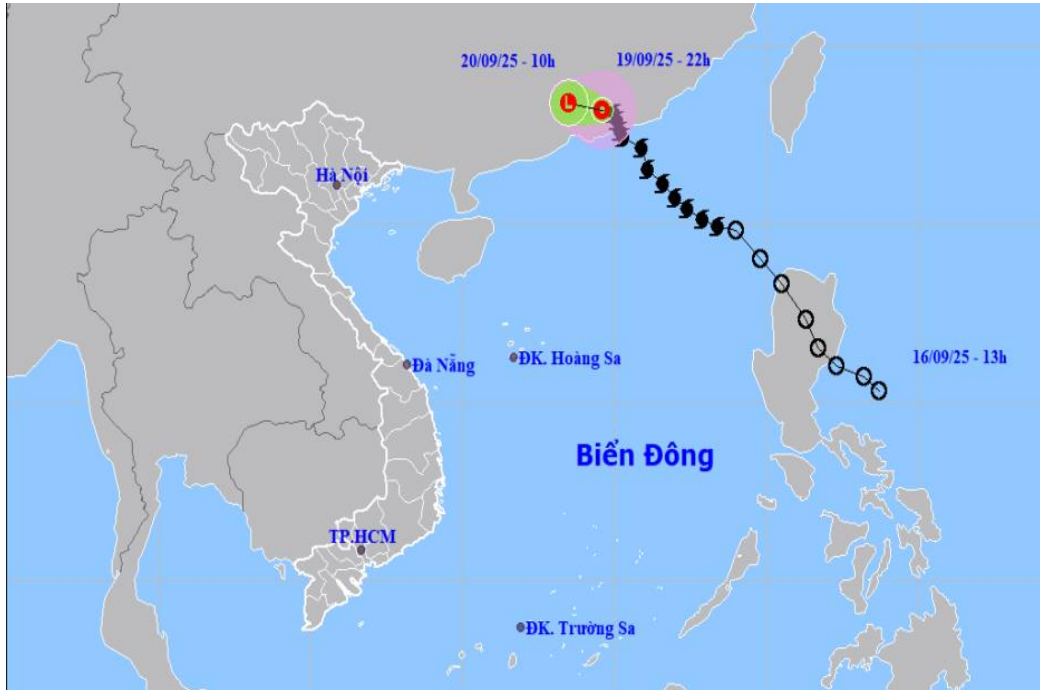 20/09/25 - 10h
19/09/25 - 22h
L
Hà Nội
16/09/25 - 13h
Đà Nẵng
ĐK. Hoàng Sa
Biển Đông
TP.HCM
ĐK. Trường Sa